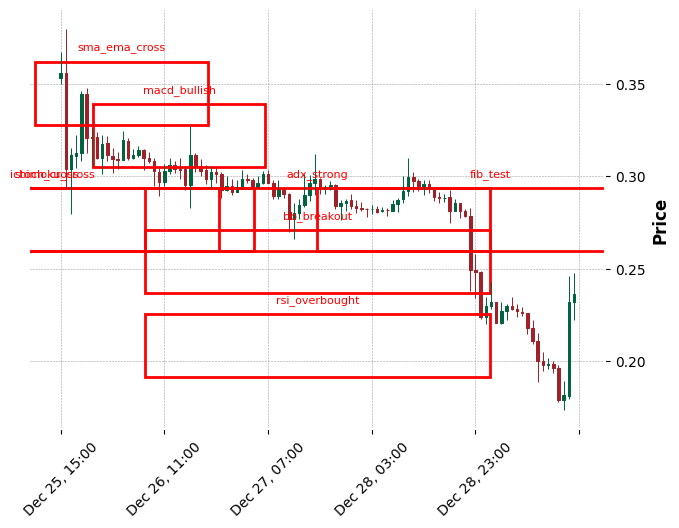 sma_ema_cross
0.35
macd_bullish
adx_strong
fib_test
0.30
bb_breakout
Price
0.25
rsi_overbought
0.20
Dec 25, 15:00
Dec 26, 11:00
Dec 27, 07:00
Dec 28, 03:00
Dec 28, 23:00